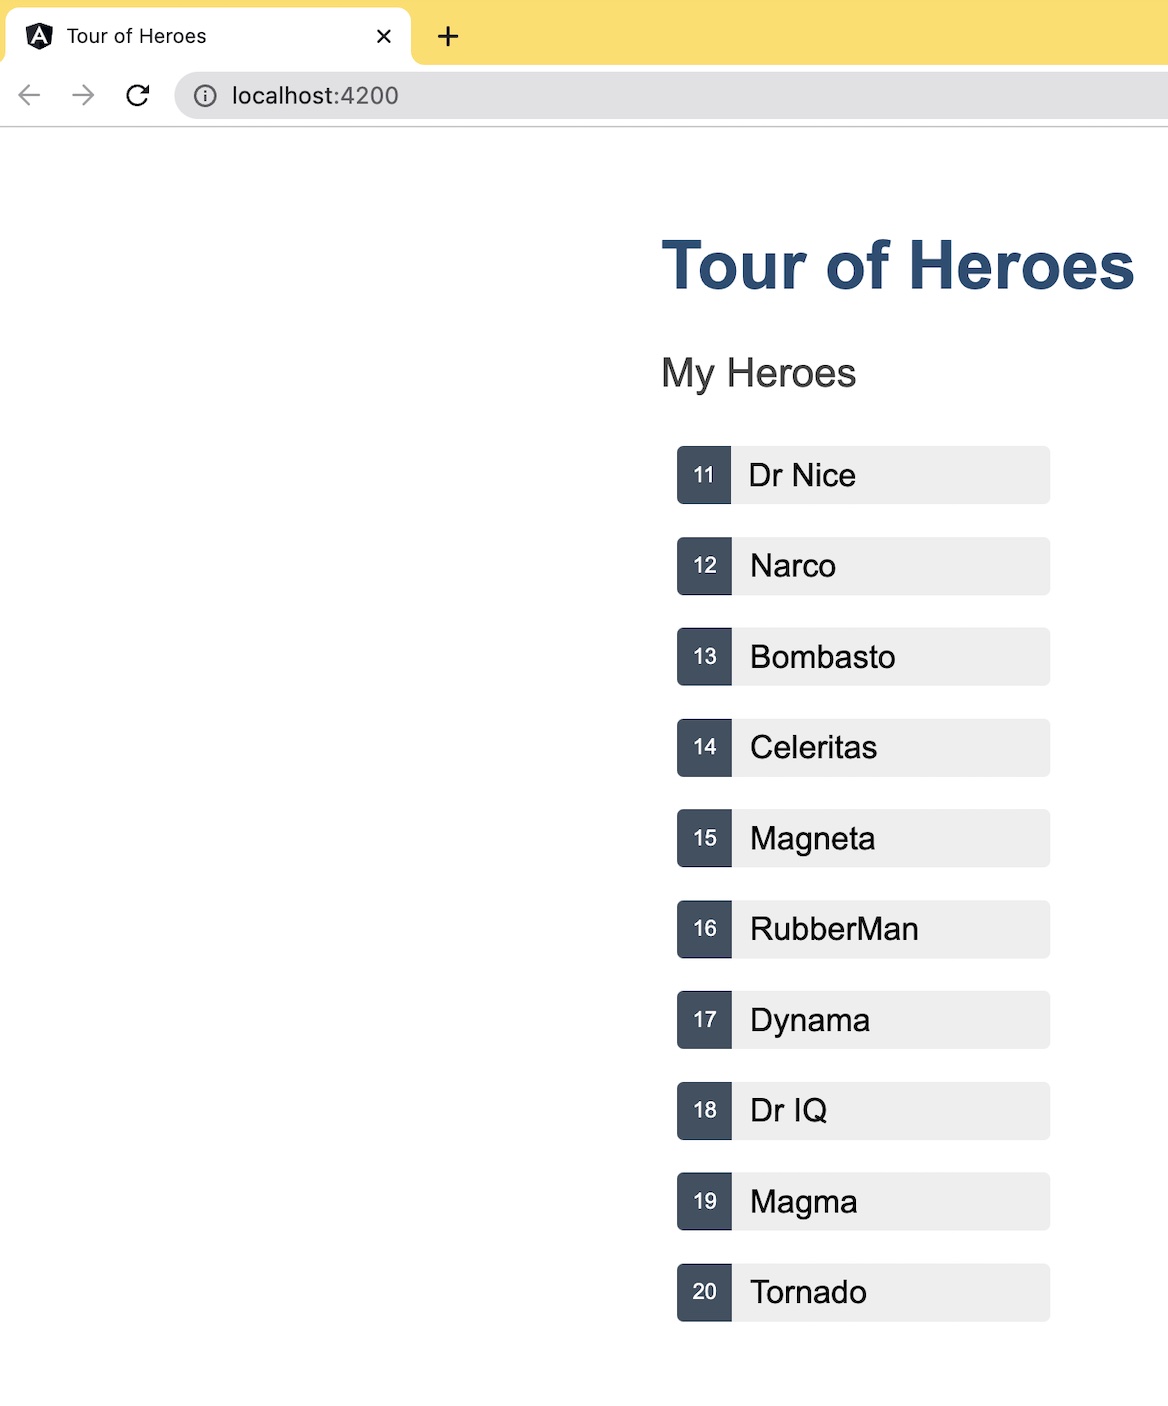 Tour of Heroes
localhost:4200
Tour of Heroes
My Heroes
11 Dr Nice
12 Narco
13 Bombasto
14 Celeritas
15 Magneta
16 RubberMan
17 Dynama
18 Dr IQ
19 Magma
20 Tornado